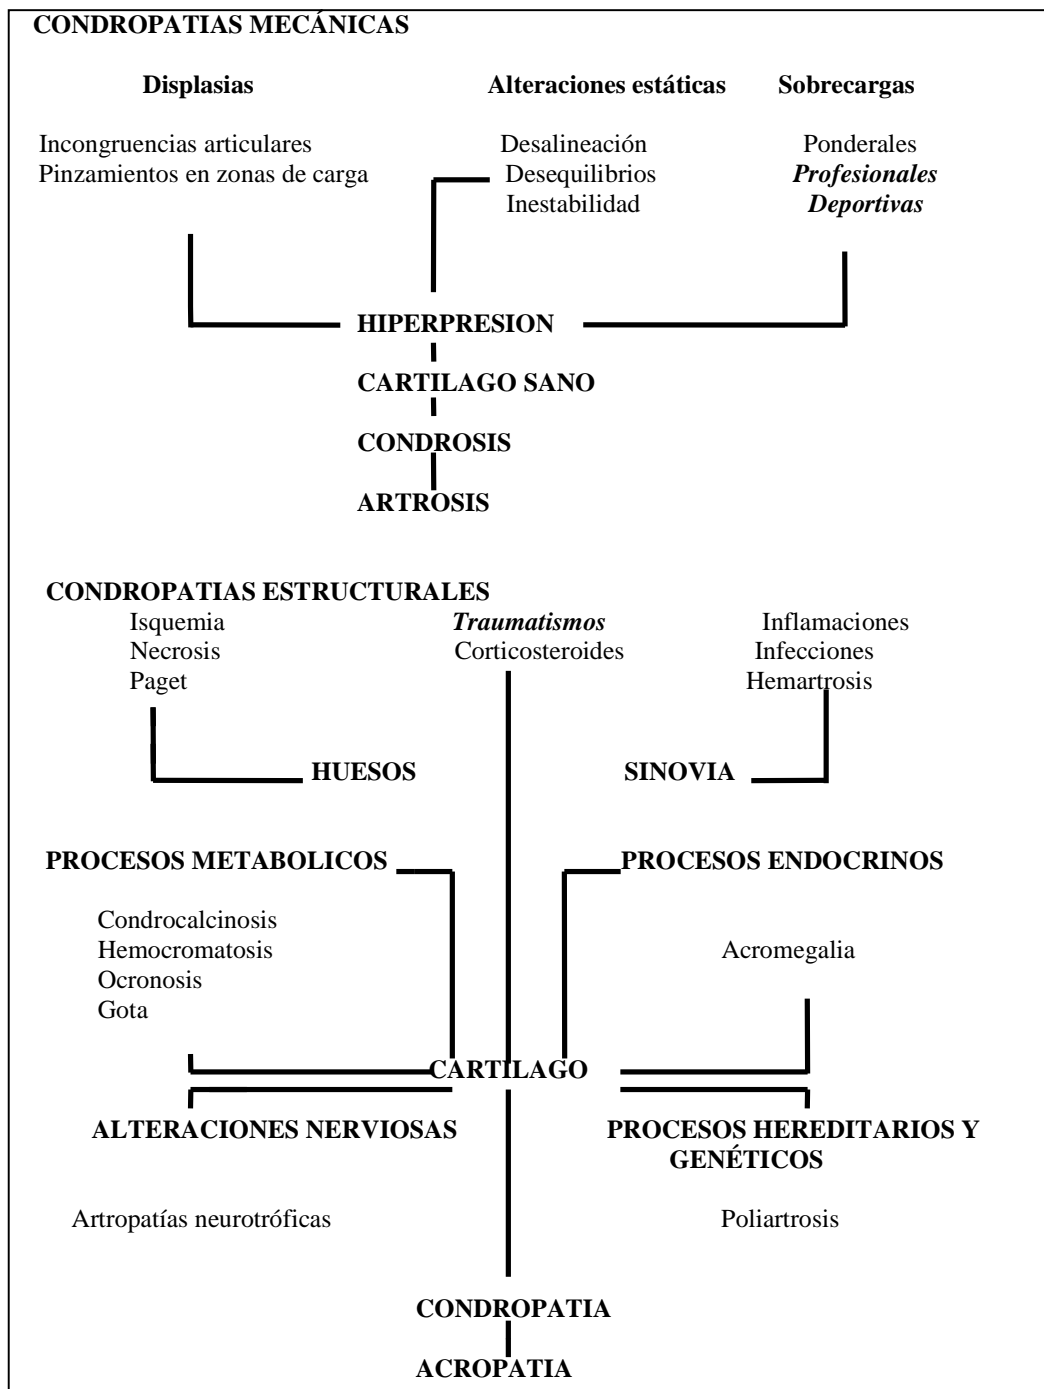 CONDROPATIAS MECÁNICAS
Displasias Alteraciones estáticas Sobrecargas
Incongruencias articulares Desalineación Ponderales
Pinzamientos en zonas de carga Desequilibrios Profesionales
Inestabilidad Deportivas
HIPERPRESION
CARTILAGO SANO
CONDROSIS
ARTROSIS
CONDROPATIAS ESTRUCTURALES
Isquemia Traumatismos Inflamaciones
Necrosis Corticosteroides Infecciones
Paget Hemartrosis
HUESOS SINOVIA
PROCESOS METABOLICOS PROCESOS ENDOCRINOS
Condrocalcinosis
Hemocromatosis Acromegalia
Ocronosis
Gota
CARTILAGO
ALTERACIONES NERVIOSAS PROCESOS HEREDITARIOS Y
GENÉTICOS
Artropatías neurotróficas Poliartrosis
CONDROPATIA
ACROPATIA